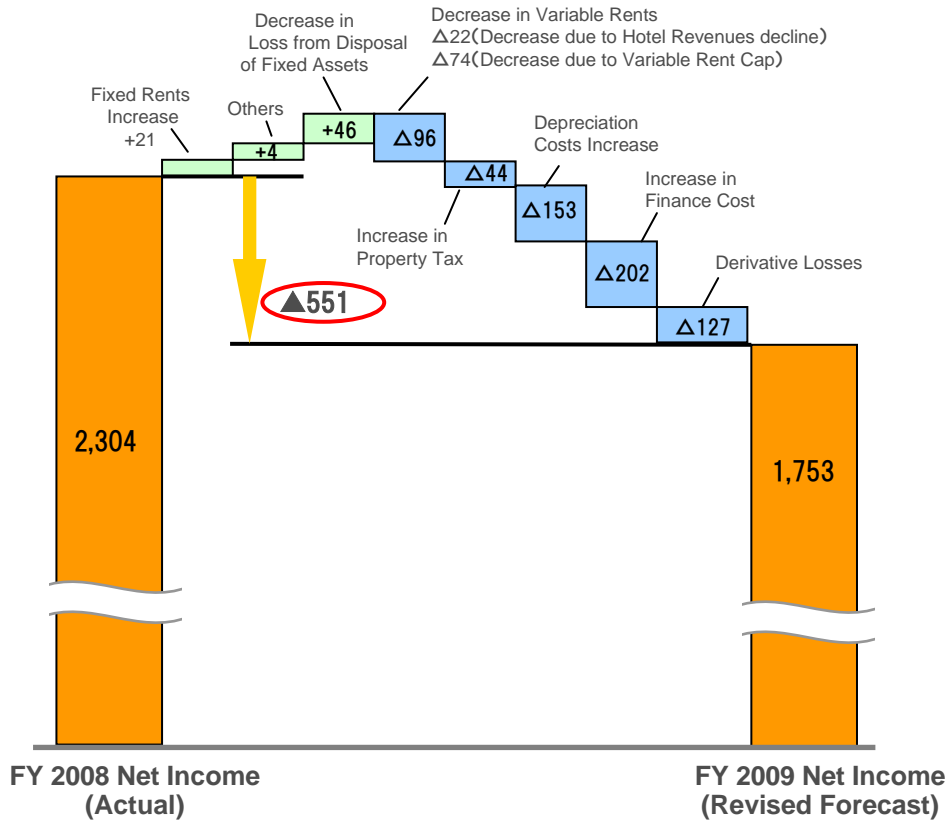 Decrease in
Loss from Disposal
of Fixed Assets
Decrease in Variable Rents
△22(Decrease due to Hotel Revenues decline)
△74(Decrease due to Variable Rent Cap)
Fixed Rents
Increase
+21
Others
+4
+46
△96
Depreciation
Costs Increase
△44
Increase in
Property Tax
△153
Increase in
Finance Cost
△202
Derivative Losses
△127
▲551
2,304
1,753
FY 2008 Net Income
(Actual)
FY 2009 Net Income
(Revised Forecast)